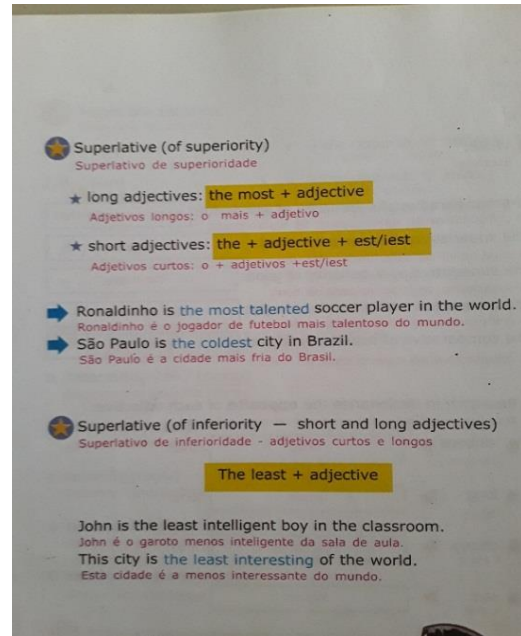 Superlative (of superiority)
Superlativo de superioridade
★ long adjectives: the most + adjective
Adjetivos longos: o mais + adjetivo
★ short adjectives: the + adjective + est/iest
Adjetivos curtos: o + adjetivos +est/iest
Ronaldinho is the most talented soccer player in the world.
Ronaldinho é o jogador de futebol mais talentoso do mundo.
São Paulo is the coldest city in Brazil.
São Paulo é a cidade mais fria do Brasil.
Superlative (of inferiority — short and long adjectives)
Superlativo de inferioridade - adjetivos curtos e longos
The least + adjective
John is the least intelligent boy in the classroom.
John é o garoto menos inteligente da sala de aula.
This city is the least interesting of the world.
Esta cidade é a menos interessante do mundo.